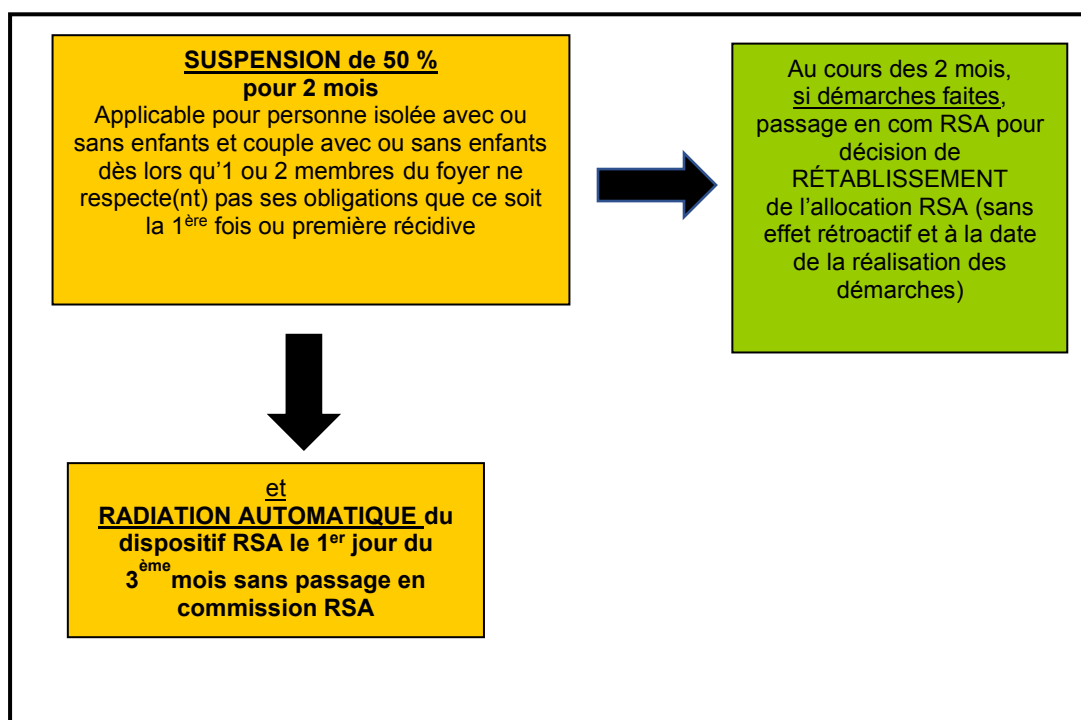 SUSPENSION de 50 %
pour 2 mois
Applicable pour personne isolée avec ou
sans enfants et couple avec ou sans enfants
dès lors qu'1 ou 2 membres du foyer ne
respecte(nt) pas ses obligations que ce soit
la 1ère fois ou première récidive
Au cours des 2 mois,
si démarches faites,
passage en com RSA pour
décision de
RÉTABLISSEMENT
de l'allocation RSA (sans
effet rétroactif et à la date
de la réalisation des
démarches)
et
RADIATION AUTOMATIQUE du
dispositif RSA le 1er jour du
3ème mois sans passage en
commission RSA